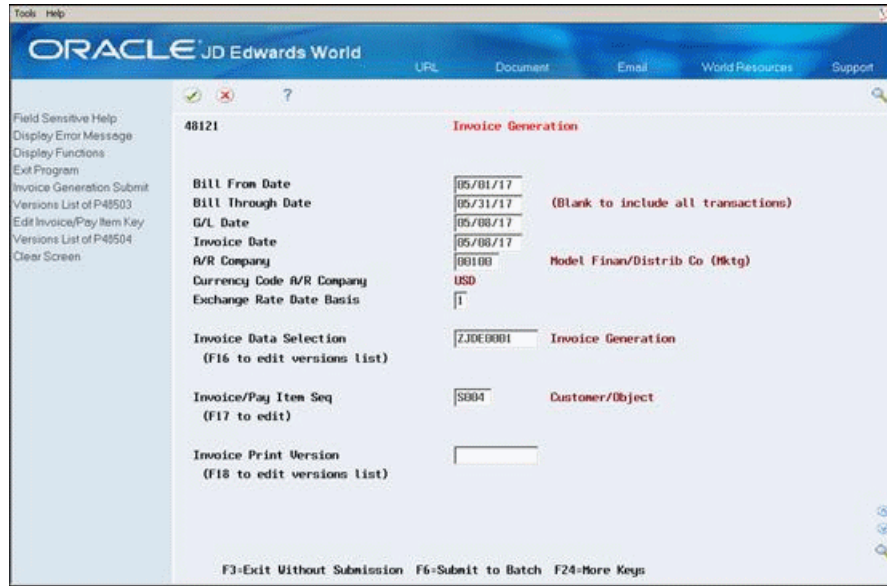 Tools Help
ORACLE JD Edwards World
URL Document Email World Resources Support
?
Field Sensitive Help
Display Error Message
Display Functions
Exit Program
Invoice Generation Submit
Versions List of P48503
Edit Invoice/Pay Item Key
Versions List of P48504
Clear Screen
48121 Invoice Generation
Bill From Date 05/01/17
Bill Through Date 05/31/17 (Blank to include all transactions)
G/L Date 05/08/17
Invoice Date 05/08/17
A/R Company 00100 Model Finan/Distrib Co (Mktg)
Currency Code A/R Company USD
Exchange Rate Date Basis 1
Invoice Data Selection ZJDE0001 Invoice Generation
(F16 to edit versions list)
Invoice/Pay Item Seq S004 Customer/Object
(F17 to edit)
Invoice Print Version
(F18 to edit versions list)
F3=Exit Without Submission F6=Submit to Batch F24=More Keys